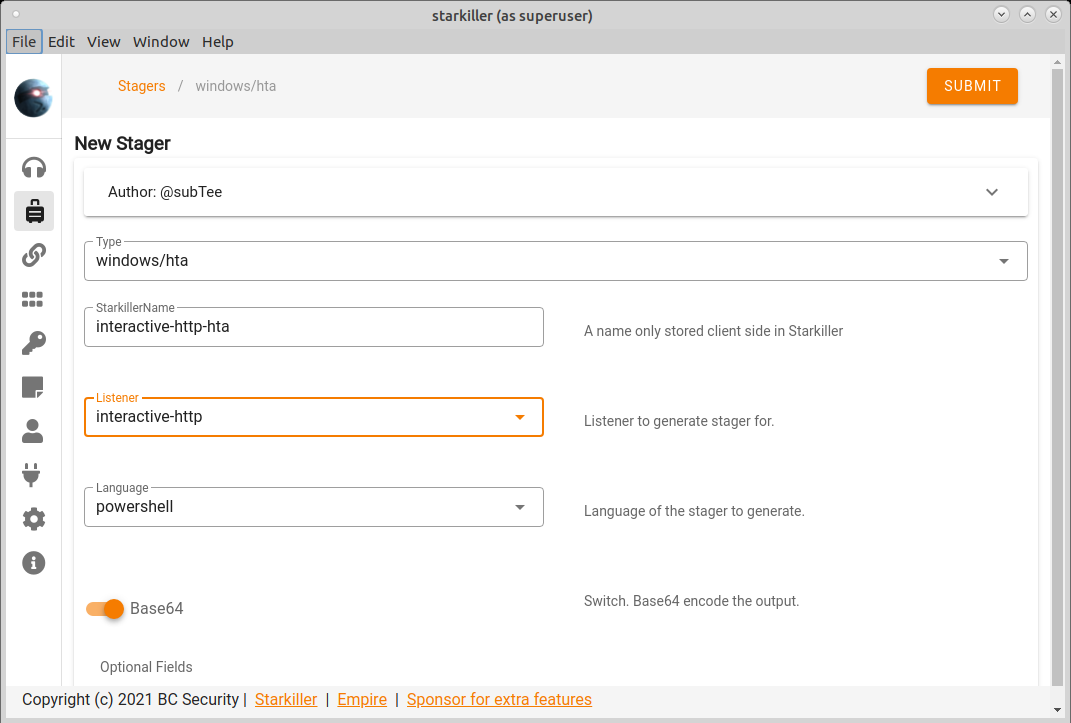 starkiller (as superuser)
File Edit View Window Help
Stagers / windows/hta
SUBMIT
New Stager
Author: @subTee
Type
windows/hta
StarkillerName
interactive-http-hta
A name only stored client side in Starkiller
Listener
interactive-http
Listener to generate stager for.
Language
powershell
Language of the stager to generate.
Base64
Switch. Base64 encode the output.
Optional Fields
Copyright (c) 2021 BC Security | Starkiller | Empire | Sponsor for extra features